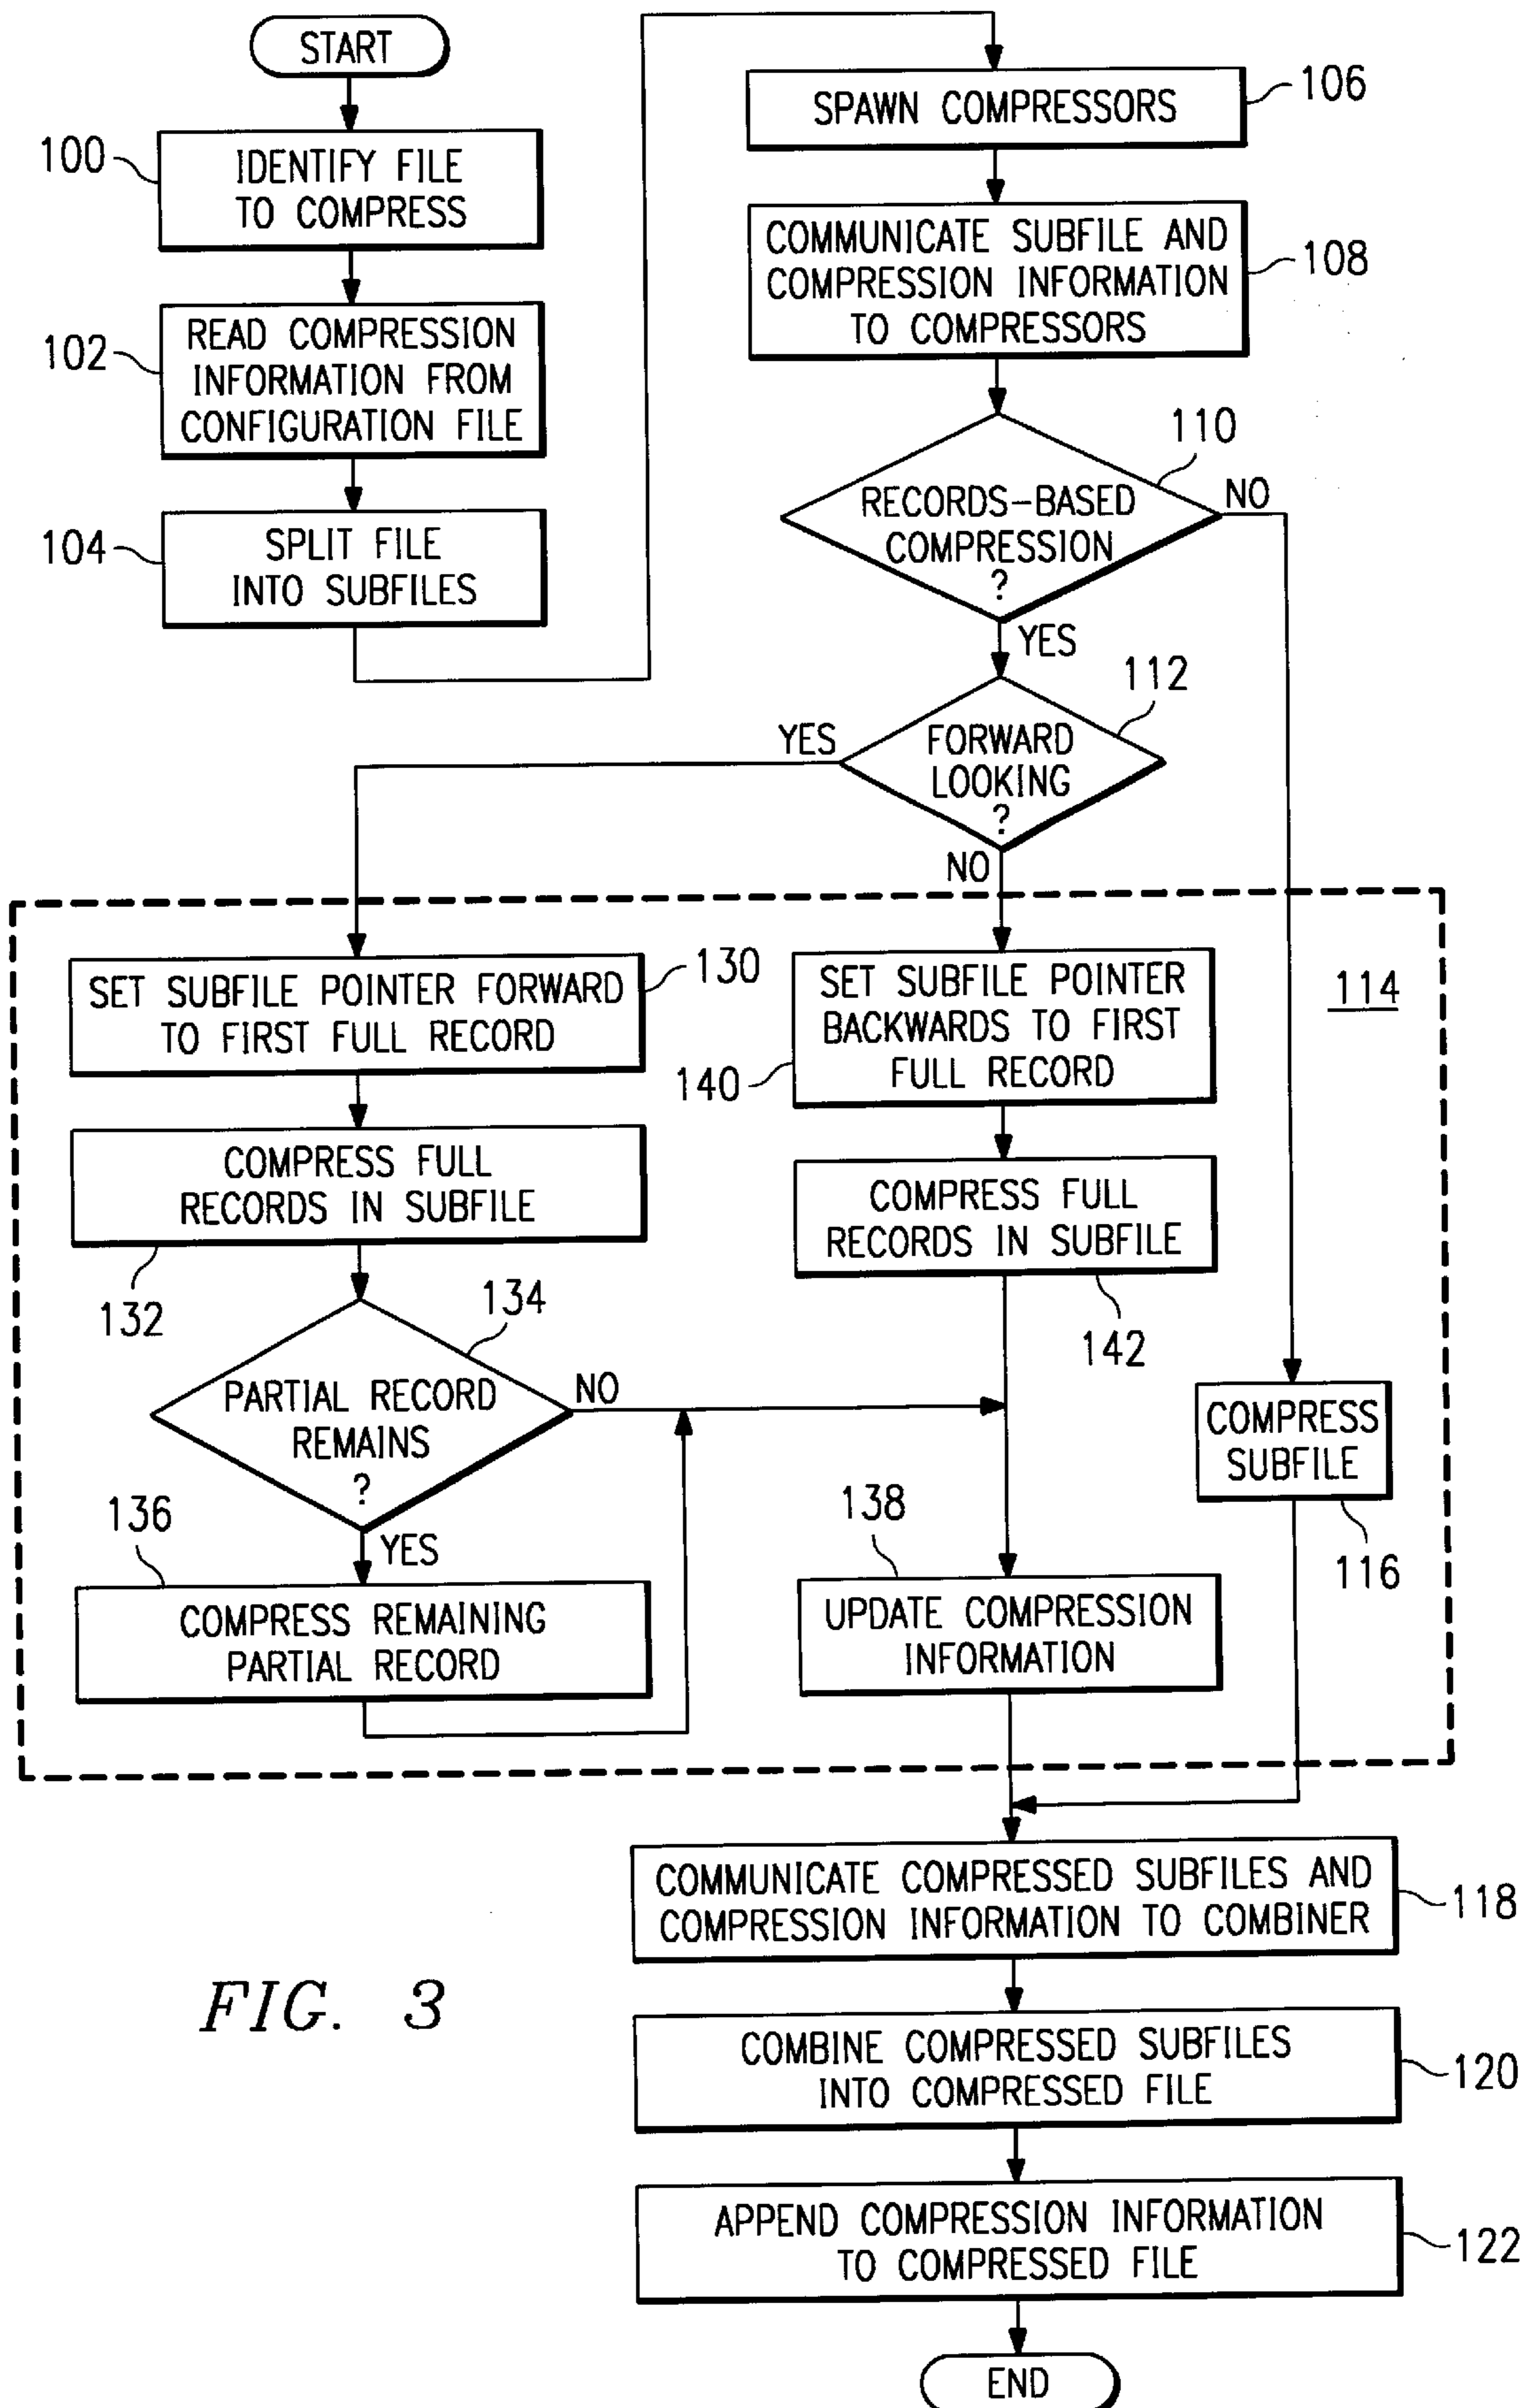 START
100
IDENTIFY FILE
TO COMPRESS
102
READ COMPRESSION
INFORMATION FROM
CONFIGURATION FILE
104
SPLIT FILE
INTO SUBFILES
SPAWN COMPRESSORS
106
COMMUNICATE SUBFILE AND
COMPRESSION INFORMATION
TO COMPRESSORS
108
110
RECORDS-BASED
COMPRESSION
?
NO
YES
112
FORWARD
LOOKING
?
YES
NO
114
SET SUBFILE POINTER FORWARD
TO FIRST FULL RECORD
130
COMPRESS FULL
RECORDS IN SUBFILE
132
134
PARTIAL RECORD
REMAINS
?
NO
YES
136
COMPRESS REMAINING
PARTIAL RECORD
SET SUBFILE POINTER
BACKWARDS TO FIRST
FULL RECORD
140
COMPRESS FULL
RECORDS IN SUBFILE
142
138
UPDATE COMPRESSION
INFORMATION
COMPRESS
SUBFILE
116
COMMUNICATE COMPRESSED SUBFILES AND
COMPRESSION INFORMATION TO COMBINER
118
COMBINE COMPRESSED SUBFILES
INTO COMPRESSED FILE
120
APPEND COMPRESSION INFORMATION
TO COMPRESSED FILE
122
END
FIG. 3